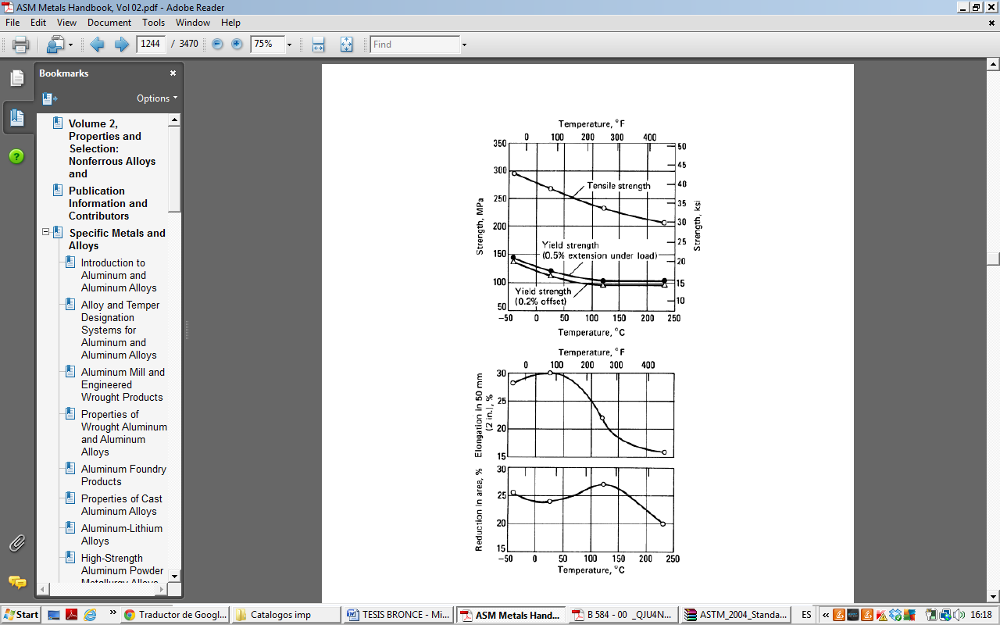 ASM Metals Handbook, Vol 02.pdf - Adobe Reader
File Edit View Document Tools Window Help
1244 / 3470 75% Find
Bookmarks
Options
Volume 2,
Properties and
Selection:
Nonferrous Alloys
and
Publication
Information and
Contributors
Specific Metals and
Alloys
Introduction to
Aluminum and
Aluminum Alloys
Alloy and Temper
Designation
Systems for
Aluminum and
Aluminum Alloys
Aluminum Mill and
Engineered
Wrought Products
Properties of
Wrought Aluminum
and Aluminum
Alloys
Aluminum Foundry
Products
Properties of Cast
Aluminum Alloys
Aluminum-Lithium
Alloys
High-Strength
Aluminum Powder
Metallurgy Alloys
Temperature, °F
0 100 200 250 300 400
350 300 250 200 150 100 50
Strength, MPa
50 45 40 35 30 25 20 15 10
Strength, ksi
Tensile strength
Yield strength
(0.5% extension under load)
Yield strength
(0.2% offset)
−50 0 50 100 150 200 250
Temperature, °C
Temperature, °F
0 100 200 250 300 400
30 25 20 15
Elongation in 50 mm
(2 in.), %
30 25 20 15
Reduction in area, %
−50 0 50 100 150 200 250
Temperature, °C
Start
Traductor de Googl...
Catalogos imp
TESIS BRONCE - Mi...
ASM Metals Hand...
B 584 - 00 _QJU4N...
ASTM_2004_Standa...
ES
16:18